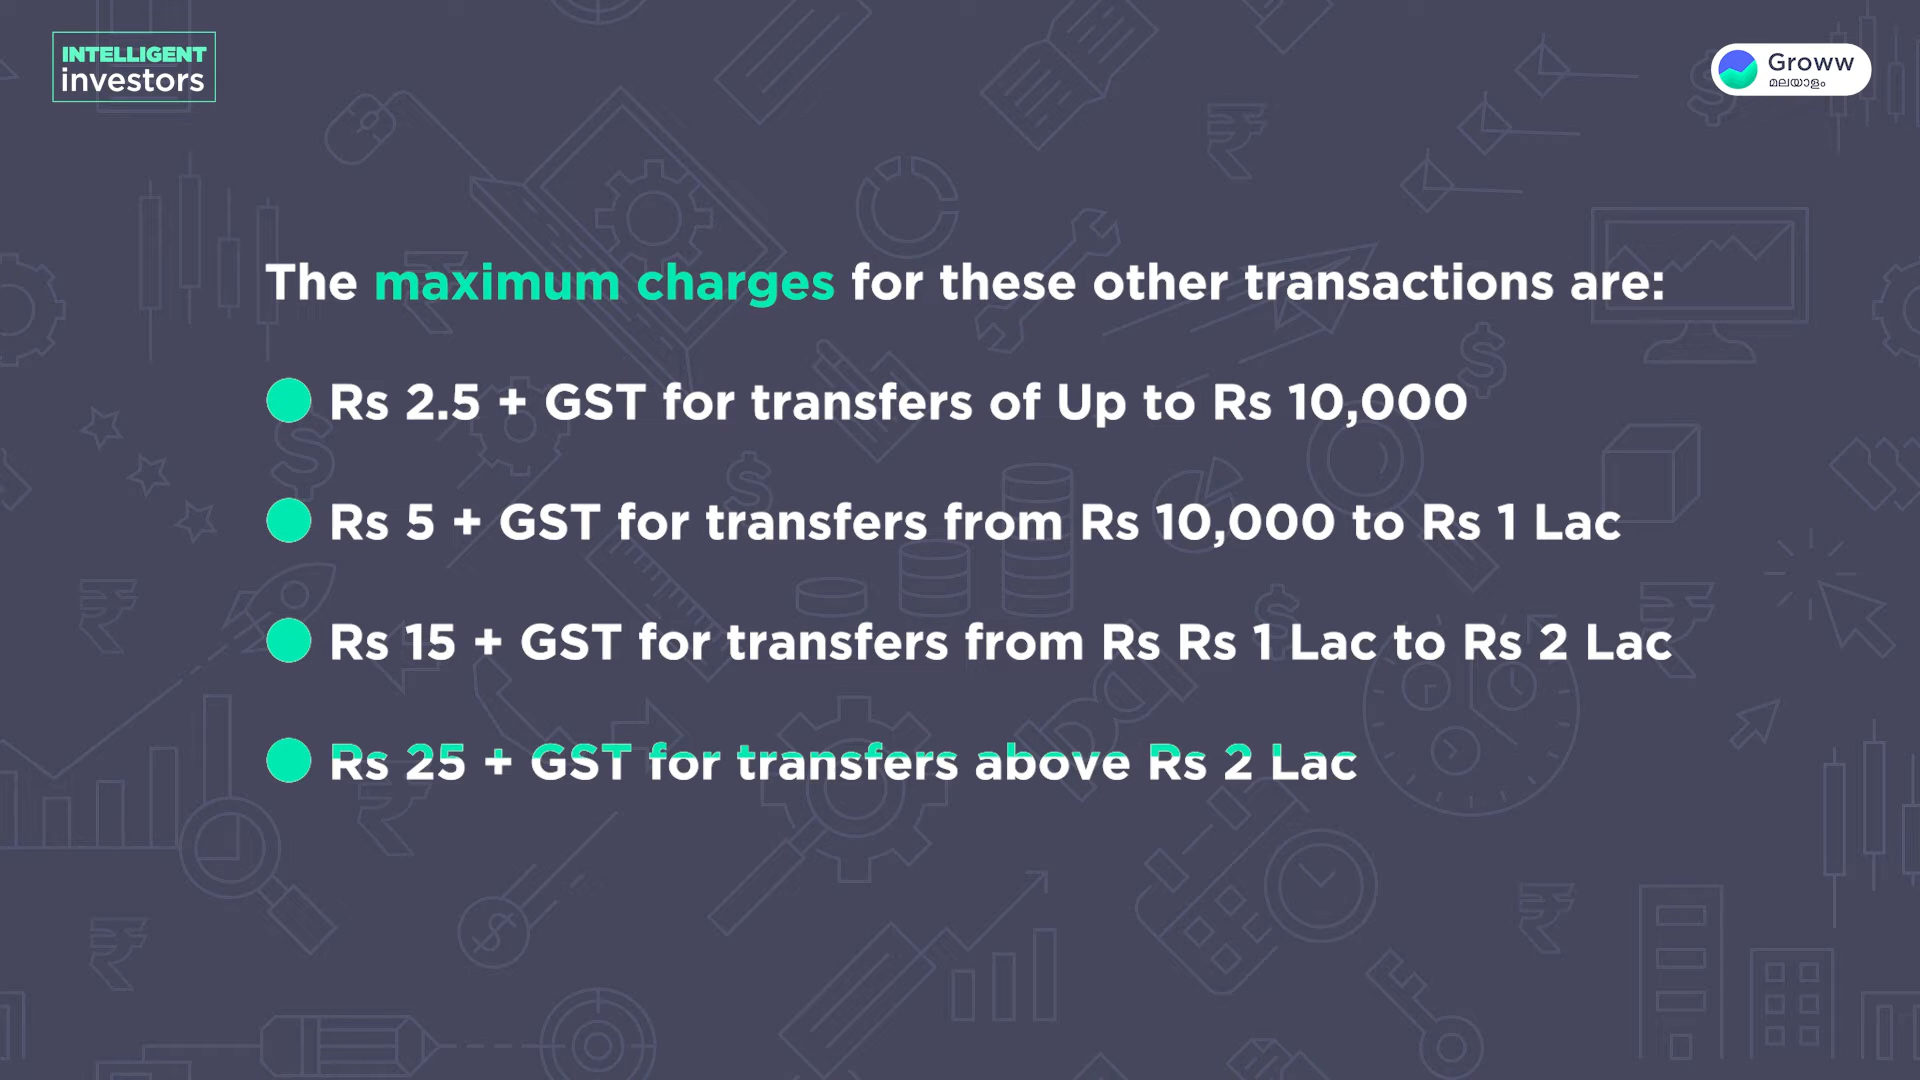 INTELLIGENT
investors
Groww
മലയാളം
The maximum charges for these other transactions are:
Rs 2.5 + GST for transfers of Up to Rs 10,000
Rs 5 + GST for transfers from Rs 10,000 to Rs 1 Lac
Rs 15 + GST for transfers from Rs Rs 1 Lac to Rs 2 Lac
Rs 25 + GST for transfers above Rs 2 Lac